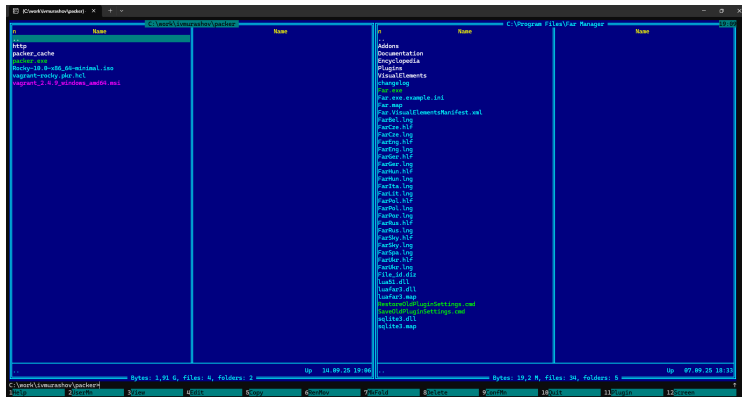 {C:\work\ivmurashov\packer}
C:\work\ivmurashov\packer
n Name Name
..
http
packer_cache
packer.exe
Rocky-10.0-x86_64-minimal.iso
vagrant-rocky.pkr.hcl
vagrant_2.4.9_windows_amd64.msi
.. Up 14.09.25 19:06
Bytes: 1,91 G, files: 4, folders: 2
C:\Program Files\Far Manager
19:09
n Name Name
..
Addons
Documentation
Encyclopedia
Plugins
VisualElements
changelog
Far.exe
Far.exe.example.ini
Far.map
Far.VisualElementsManifest.xml
FarBel.lng
FarCze.hlf
FarCze.lng
FarEng.hlf
FarEng.lng
FarGer.hlf
FarGer.lng
FarHun.hlf
FarHun.lng
FarIta.lng
FarLit.lng
FarPol.hlf
FarPol.lng
FarPor.lng
FarRus.hlf
FarRus.lng
FarSky.hlf
FarSky.lng
FarSpa.lng
FarUkr.hlf
FarUkr.lng
File_id.diz
lua51.dll
luafar3.dll
luafar3.map
RestoreOldPluginSettings.cmd
SaveOldPluginSettings.cmd
sqlite3.dll
sqlite3.map
.. Up 07.09.25 18:33
Bytes: 19,2 M, files: 34, folders: 5
C:\work\ivmurashov\packer>
1Help 2UserMn 3View 4Edit 5Copy 6RenMov 7MkFold 8Delete 9ConfMn 10Quit 11Plugin 12Screen